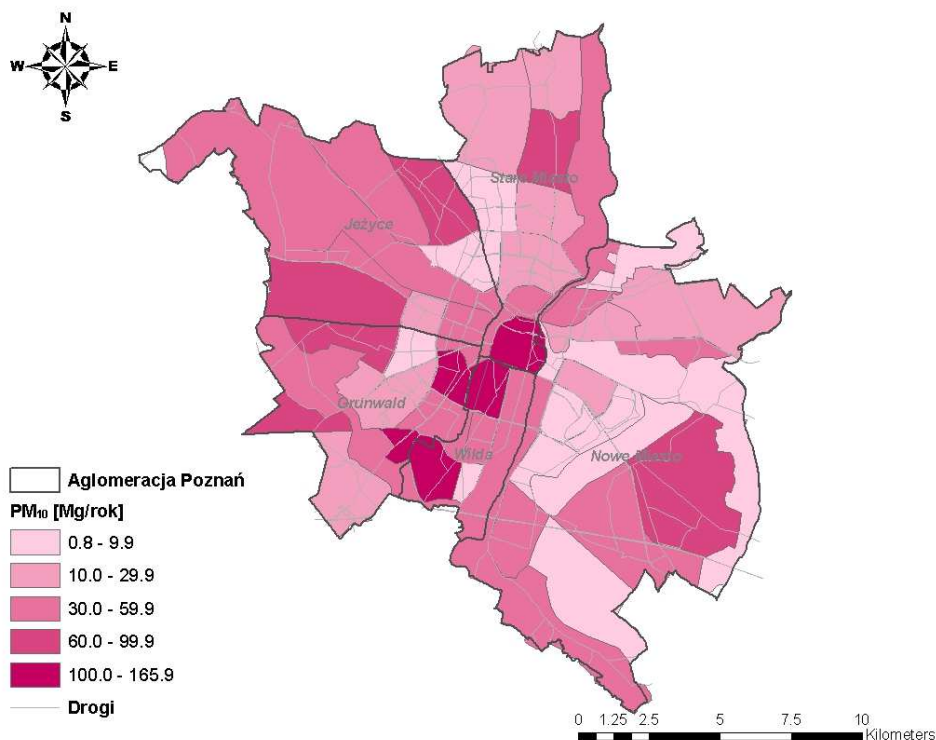 N
W E
S
Stare Miasto
Jeżyce
Grunwald
Wilda
Nowe Miasto
Aglomeracja Poznań
PM₁₀ [Mg/rok]
0.8 - 9.9
10.0 - 29.9
30.0 - 59.9
60.0 - 99.9
100.0 - 165.9
Drogi
0 1.25 2.5 5 7.5 10
Kilometers